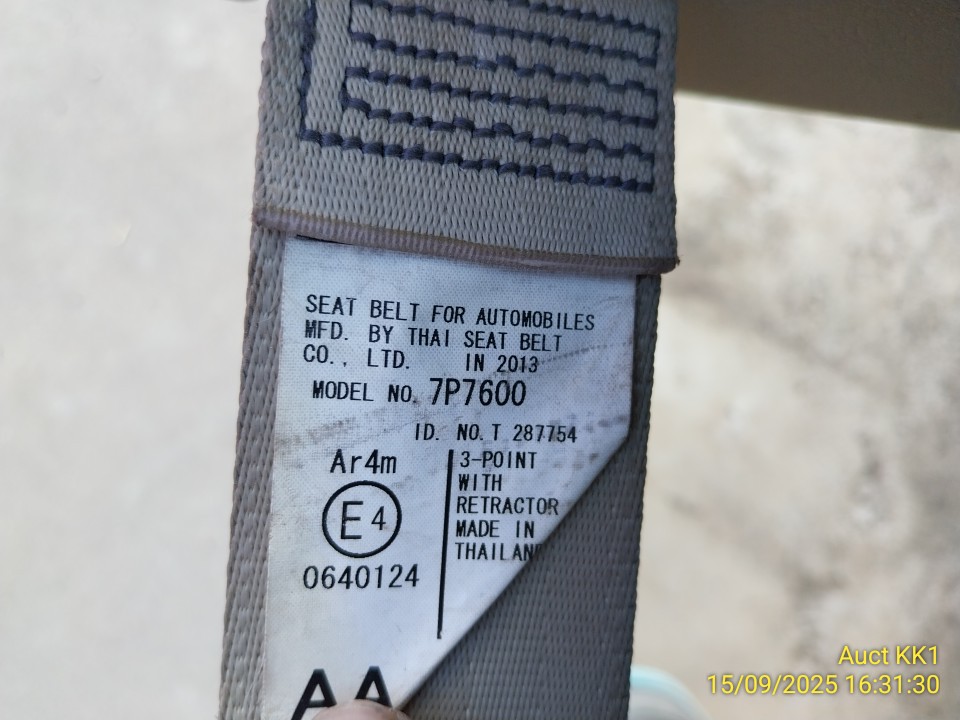 SEAT BELT FOR AUTOMOBILES
MFD. BY THAI SEAT BELT
CO., LTD. IN 2013
MODEL NO. 7P7600
ID. NO. T 287754
Ar4m
E4
0640124
3-POINT
WITH
RETRACTOR
MADE IN
THAILAND
AA
Auct KK1
15/09/2025 16:31:30